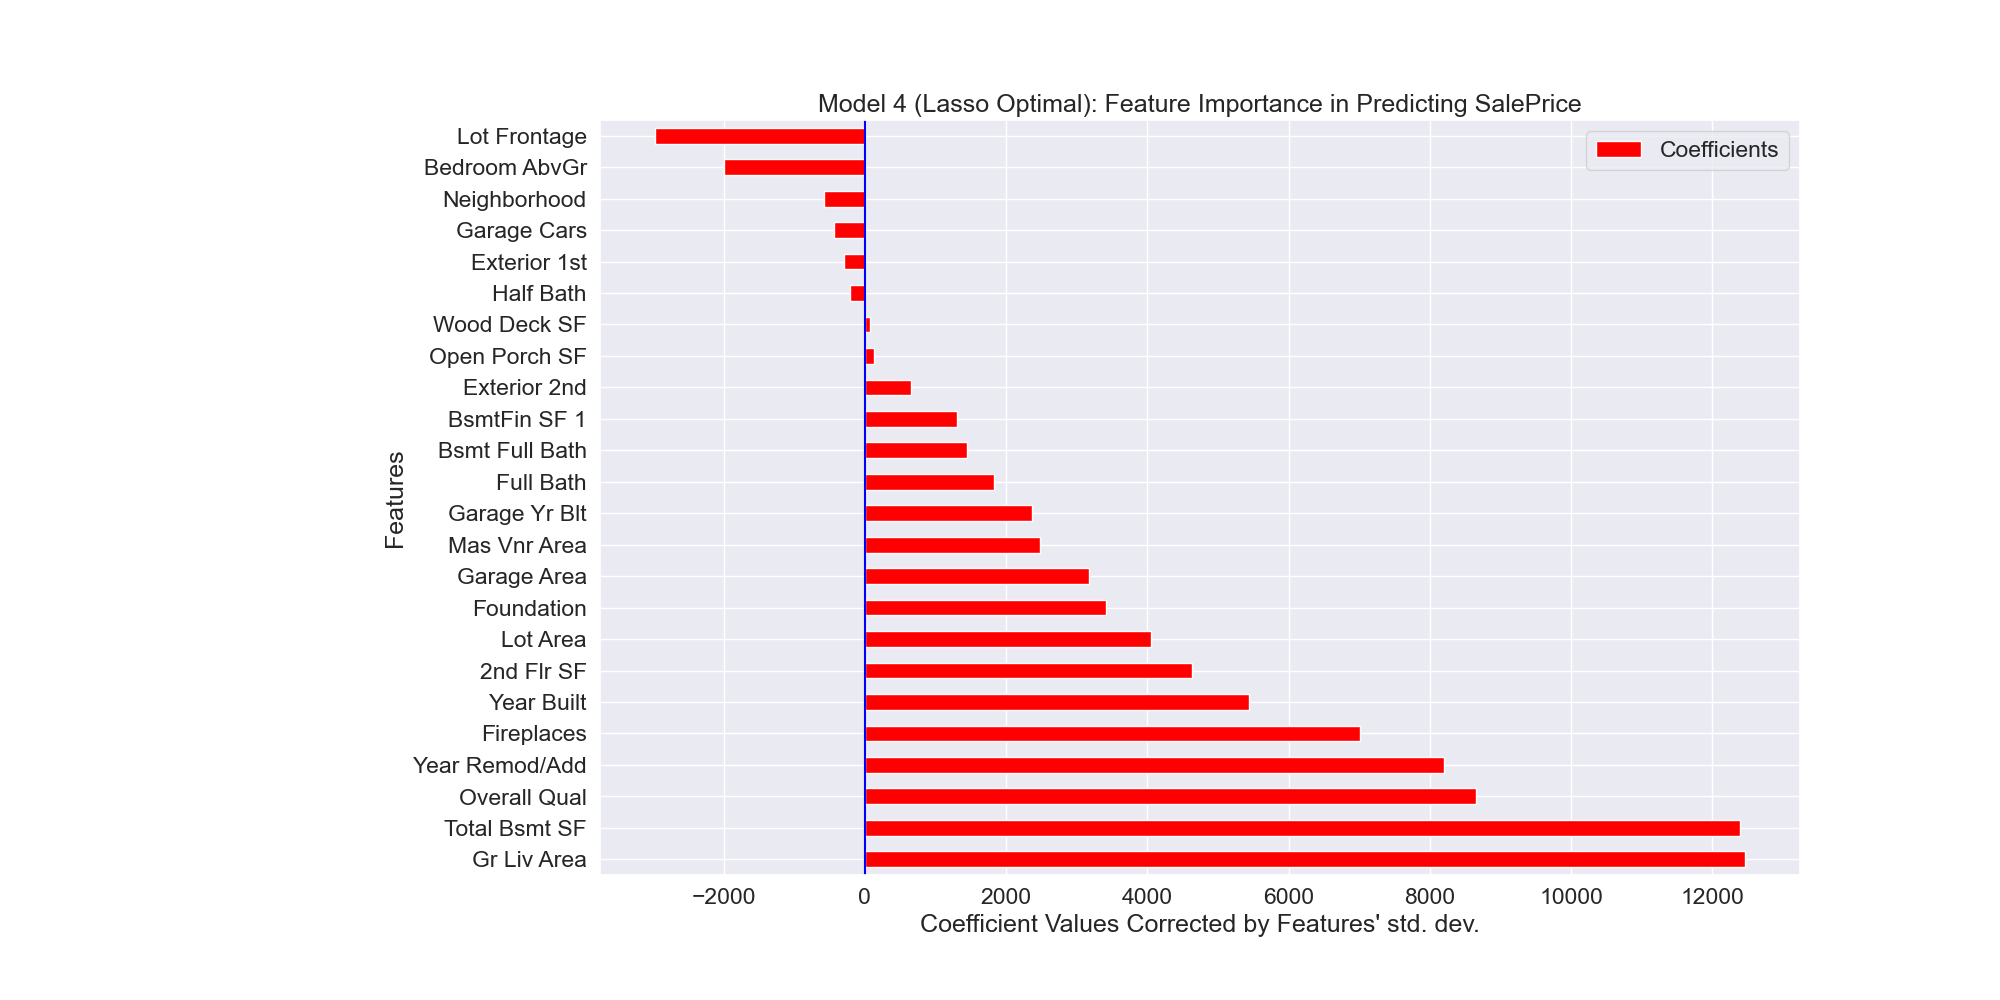 Model 4 (Lasso Optimal): Feature Importance in Predicting SalePrice
Coefficients
Features
Lot Frontage
Bedroom AbvGr
Neighborhood
Garage Cars
Exterior 1st
Half Bath
Wood Deck SF
Open Porch SF
Exterior 2nd
BsmtFin SF 1
Bsmt Full Bath
Full Bath
Garage Yr Blt
Mas Vnr Area
Garage Area
Foundation
Lot Area
2nd Flr SF
Year Built
Fireplaces
Year Remod/Add
Overall Qual
Total Bsmt SF
Gr Liv Area
−2000 0 2000 4000 6000 8000 10000 12000
Coefficient Values Corrected by Features' std. dev.